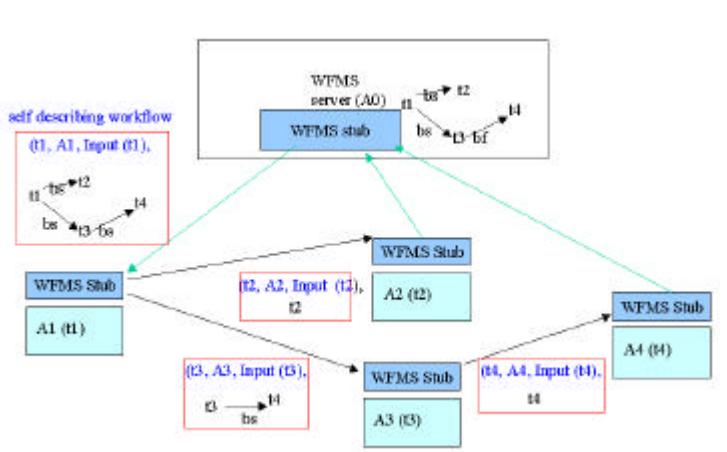 WFMS
server (A0)
t1 bs t2
t4
WFMS stub
bs t3 bf
self describing workflow
(t1, A1, Input (t1),
t1 bs t2
t4
bs t3 bs
WFMS Stub
A1 (t1)
WFMS Stub
A2 (t2)
(t2, A2, Input (t2),
t2
WFMS Stub
A4 (t4)
(t3, A3, Input (t3),
t3 t4
bs
WFMS Stub
A3 (t3)
(t4, A4, Input (t4),
t4